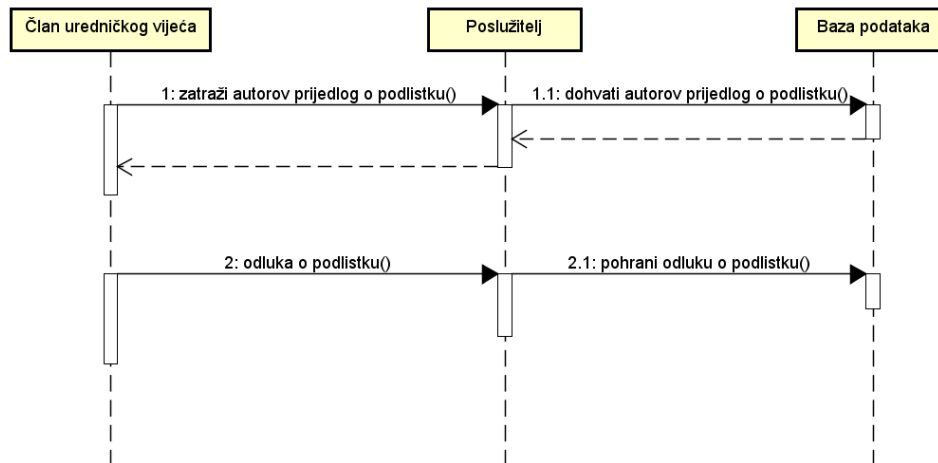 Član uredničkog vijeća
Poslužitelj
Baza podataka
1: zatraži autorov prijedlog o podlistku()
1.1: dohvati autorov prijedlog o podlistku()
2: odluka o podlistku()
2.1: pohrani odluku o podlistku()